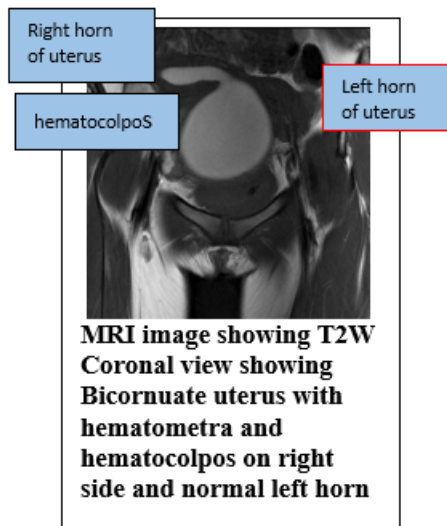 Right horn
of uterus
hematocolpoS
Left horn
of uterus
MRI image showing T2W
Coronal view showing
Bicornuate uterus with
hematometra and
hematocolpos on right
side and normal left horn